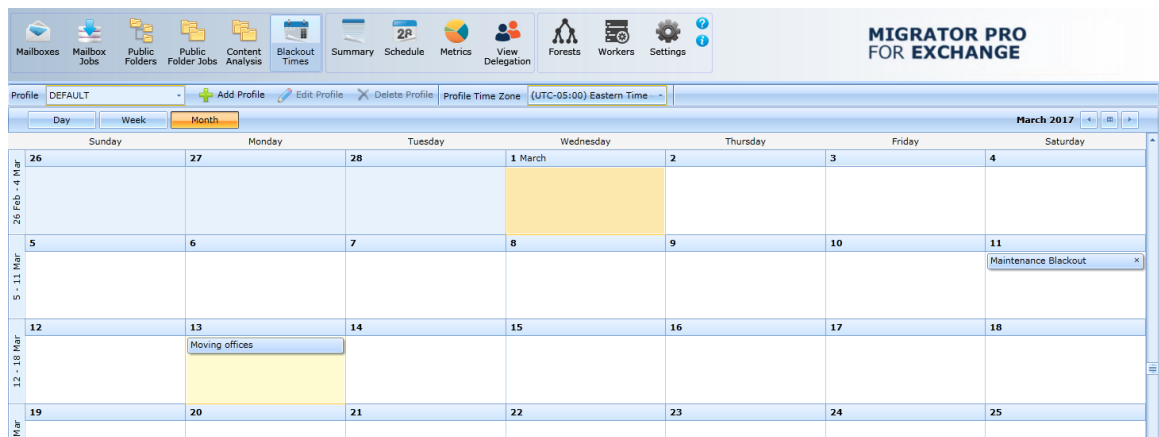 Mailboxes Mailbox Jobs Public Folders Public Folder Jobs Content Analysis Blackout Times Summary Schedule Metrics View Delegation Forests Workers Settings
28
? i
MIGRATOR PRO
FOR EXCHANGE
Profile DEFAULT Add Profile Edit Profile Delete Profile Profile Time Zone (UTC-05:00) Eastern Time
Day Week Month March 2017
Sunday Monday Tuesday Wednesday Thursday Friday Saturday
26 Feb - 4 Mar
26 27 28 1 March 2 3 4
5 - 11 Mar
5 6 7 8 9 10 11
Maintenance Blackout ×
12 - 18 Mar
12 13 14 15 16 17 18
Moving offices
Mar
19 20 21 22 23 24 25